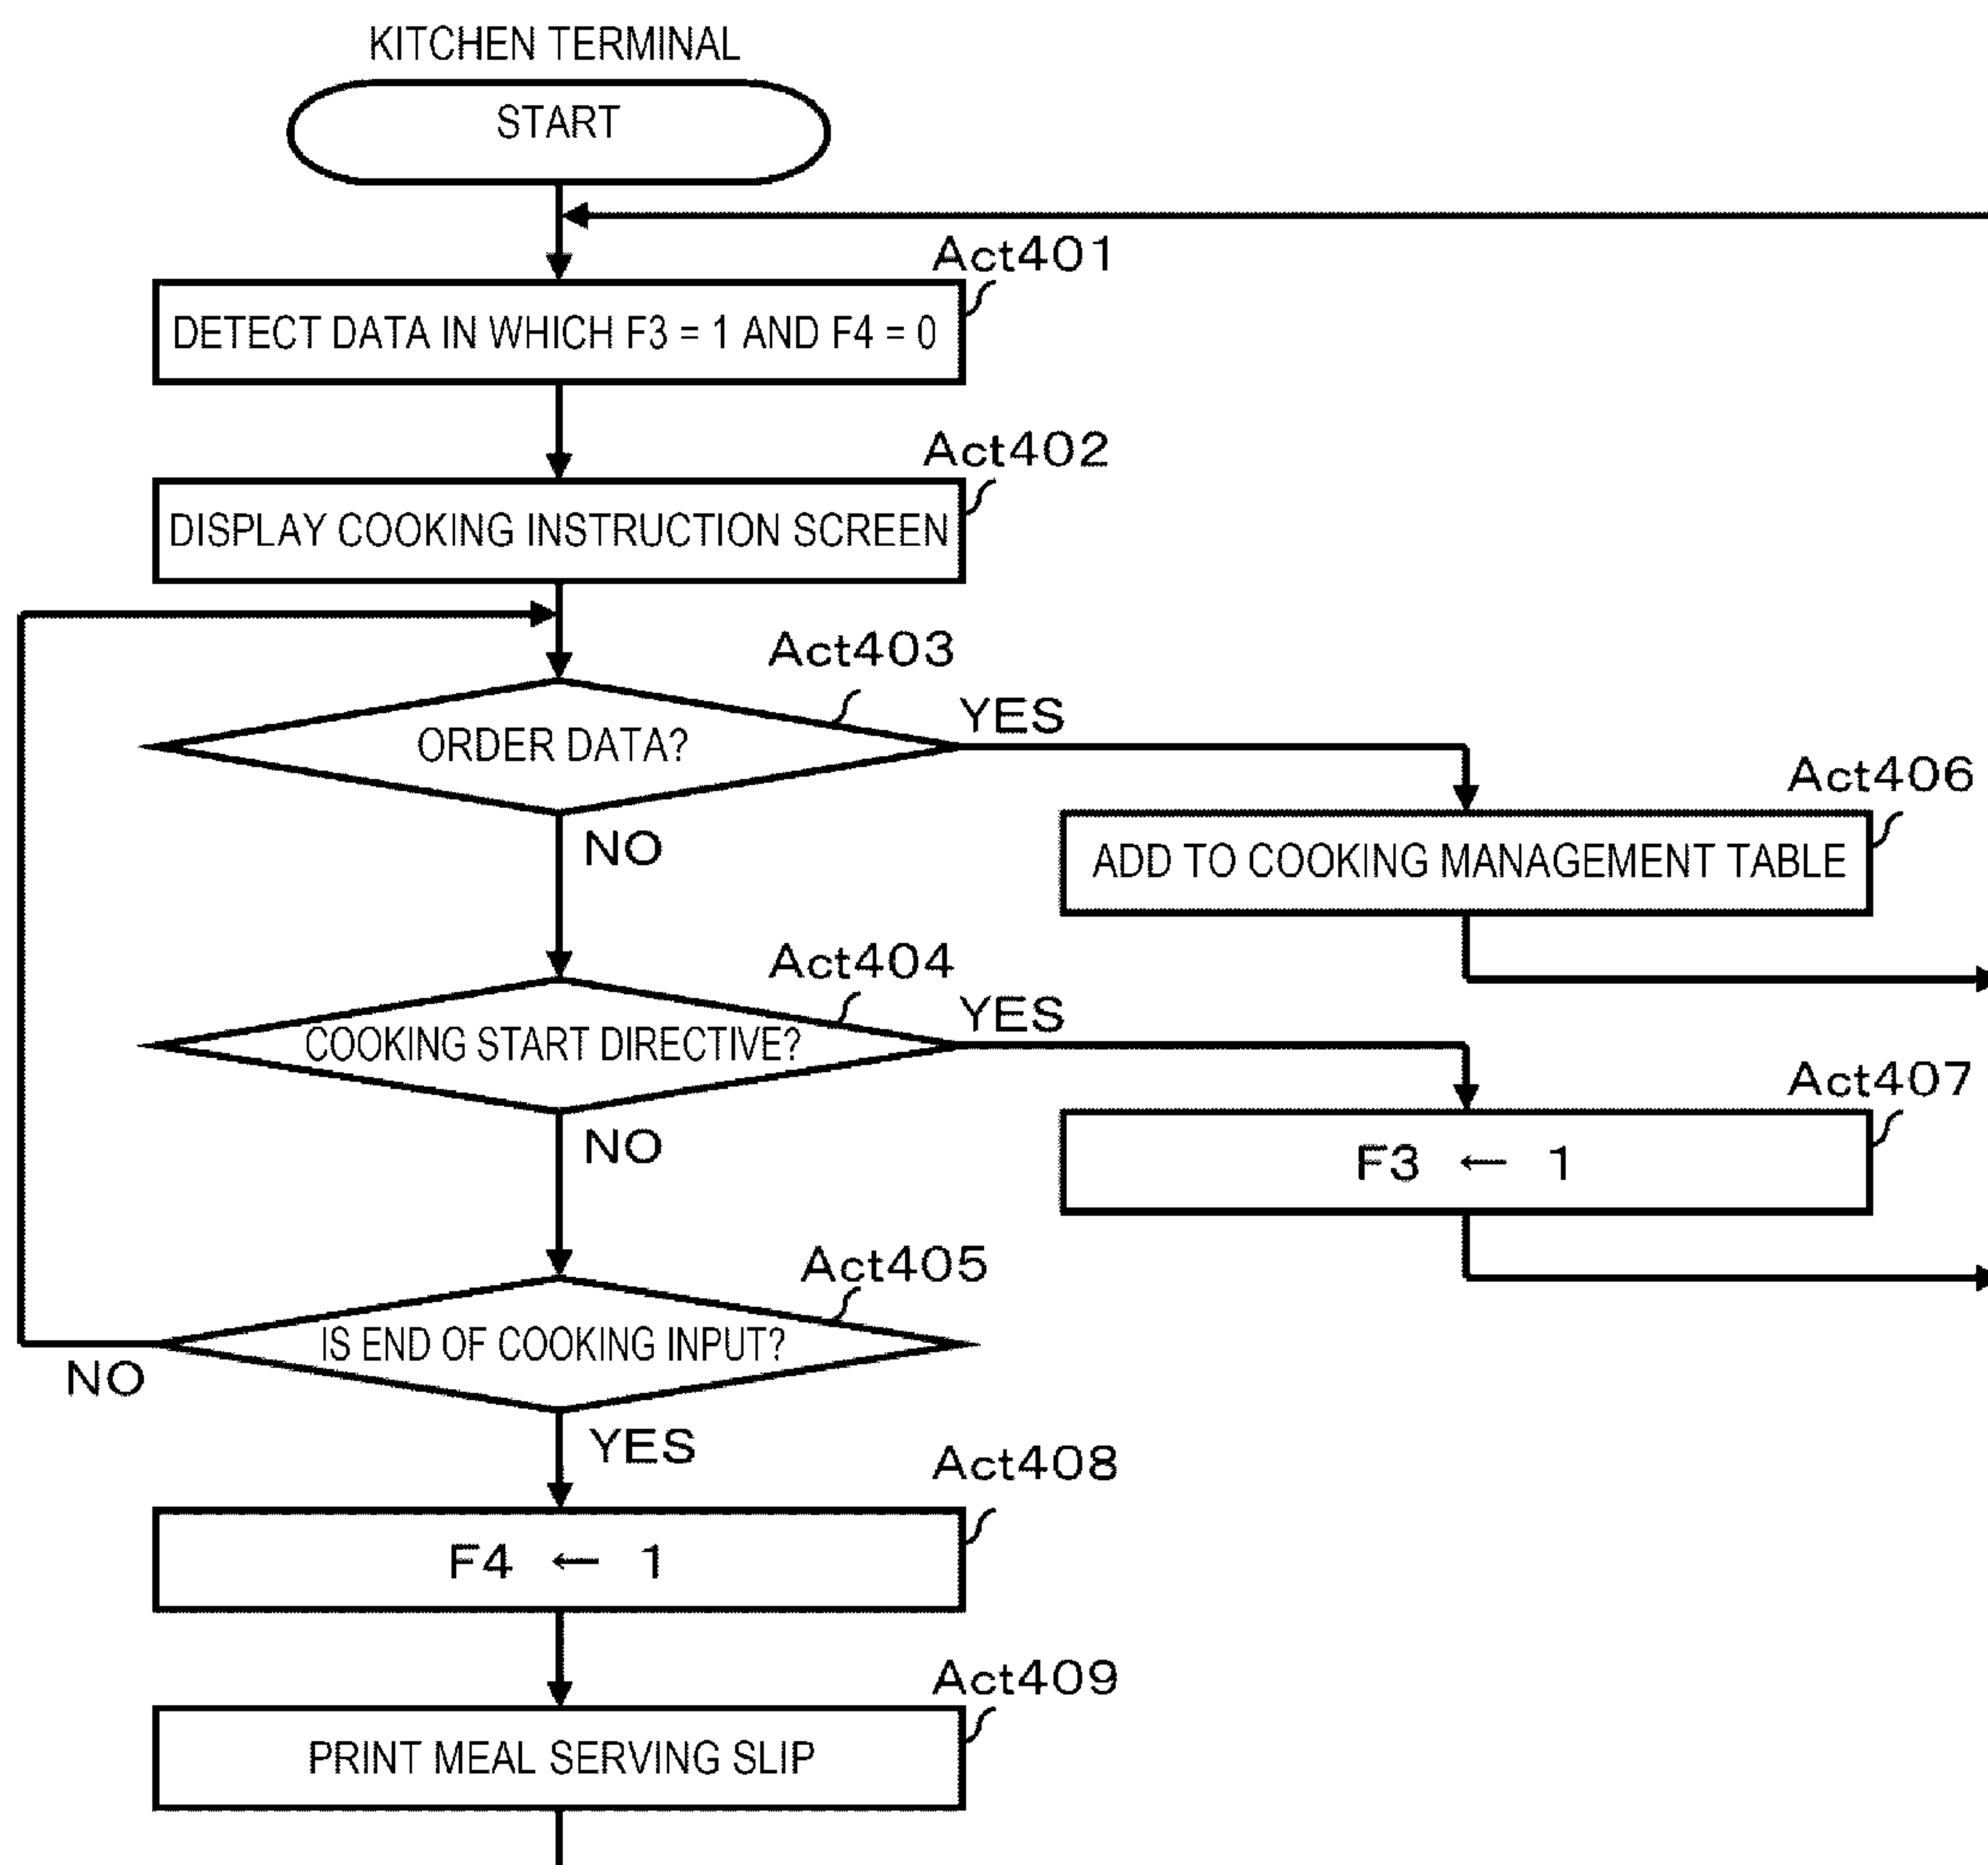 KITCHEN TERMINAL
START
Act401
DETECT DATA IN WHICH F3 = 1 AND F4 = 0
Act402
DISPLAY COOKING INSTRUCTION SCREEN
Act403
ORDER DATA?
YES
NO
Act406
ADD TO COOKING MANAGEMENT TABLE
Act404
COOKING START DIRECTIVE?
YES
NO
Act407
F3 ← 1
Act405
IS END OF COOKING INPUT?
NO
YES
Act408
F4 ← 1
Act409
PRINT MEAL SERVING SLIP